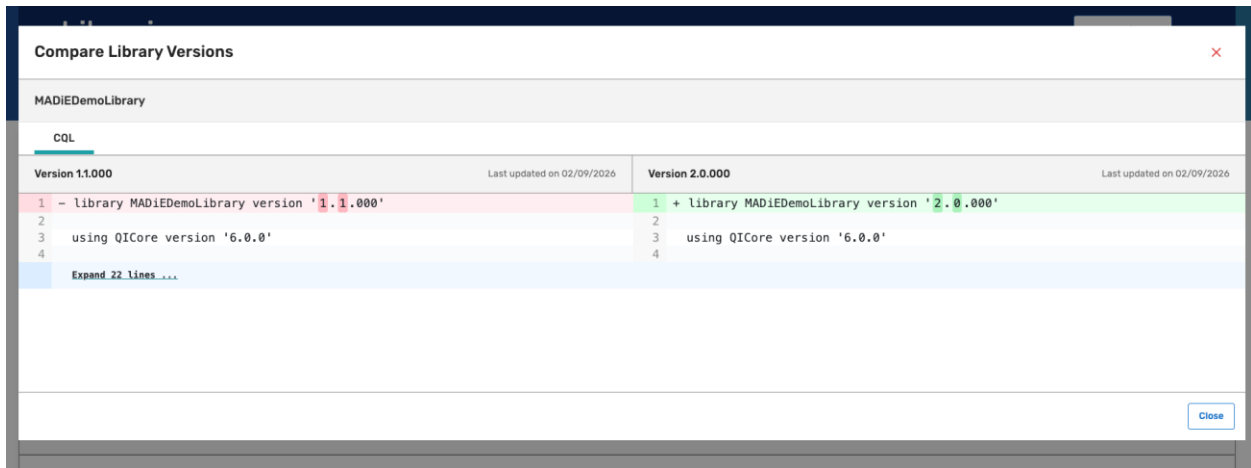 Compare Library Versions
MADiEDemoLibrary
CQL
Version 1.1.000 Last updated on 02/09/2026
1 - library MADiEDemoLibrary version '1.1.000'
2
3 using QICore version '6.0.0'
4
Version 2.0.000 Last updated on 02/09/2026
1 + library MADiEDemoLibrary version '2.0.000'
2
3 using QICore version '6.0.0'
4
Expand 22 lines ...
Close